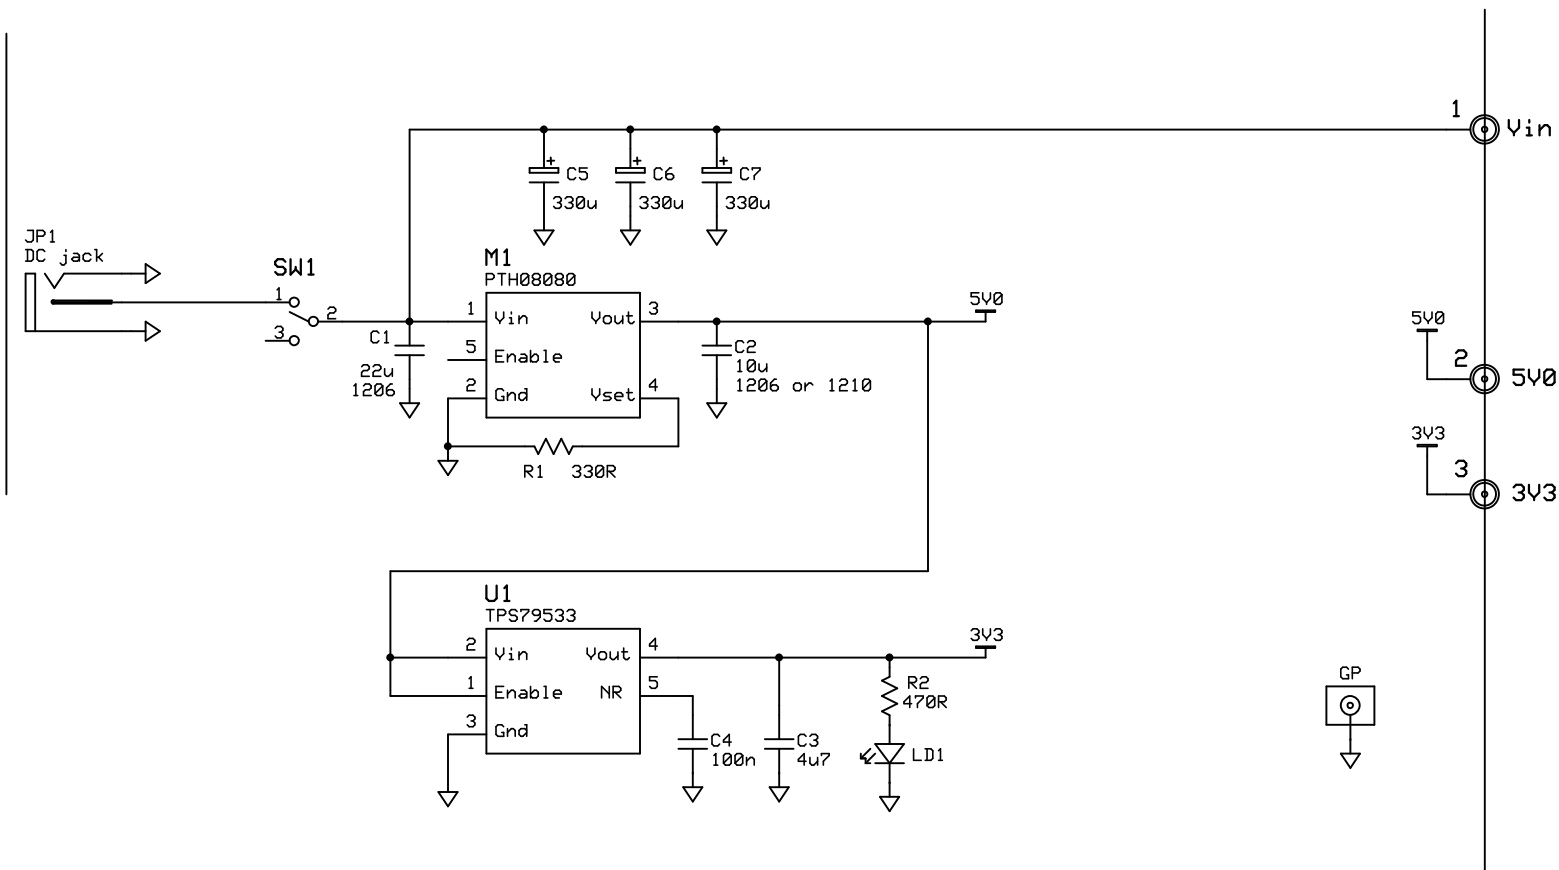 1
Vin
+
C5
330u
+
C6
330u
+
C7
330u
JP1
DC jack
SW1
1
2
3
C1
22u
1206
M1
PTH08080
1
Vin
Vout
3
5
Enable
2
Gnd
Vset
4
R1 330R
C2
10u
1206 or 1210
5V0
5V0
2
5V0
3V3
3
3V3
U1
TPS79533
2
Vin
Vout
4
1
Enable
NR
5
3
Gnd
C4
100n
C3
4u7
3V3
R2
470R
LD1
GP